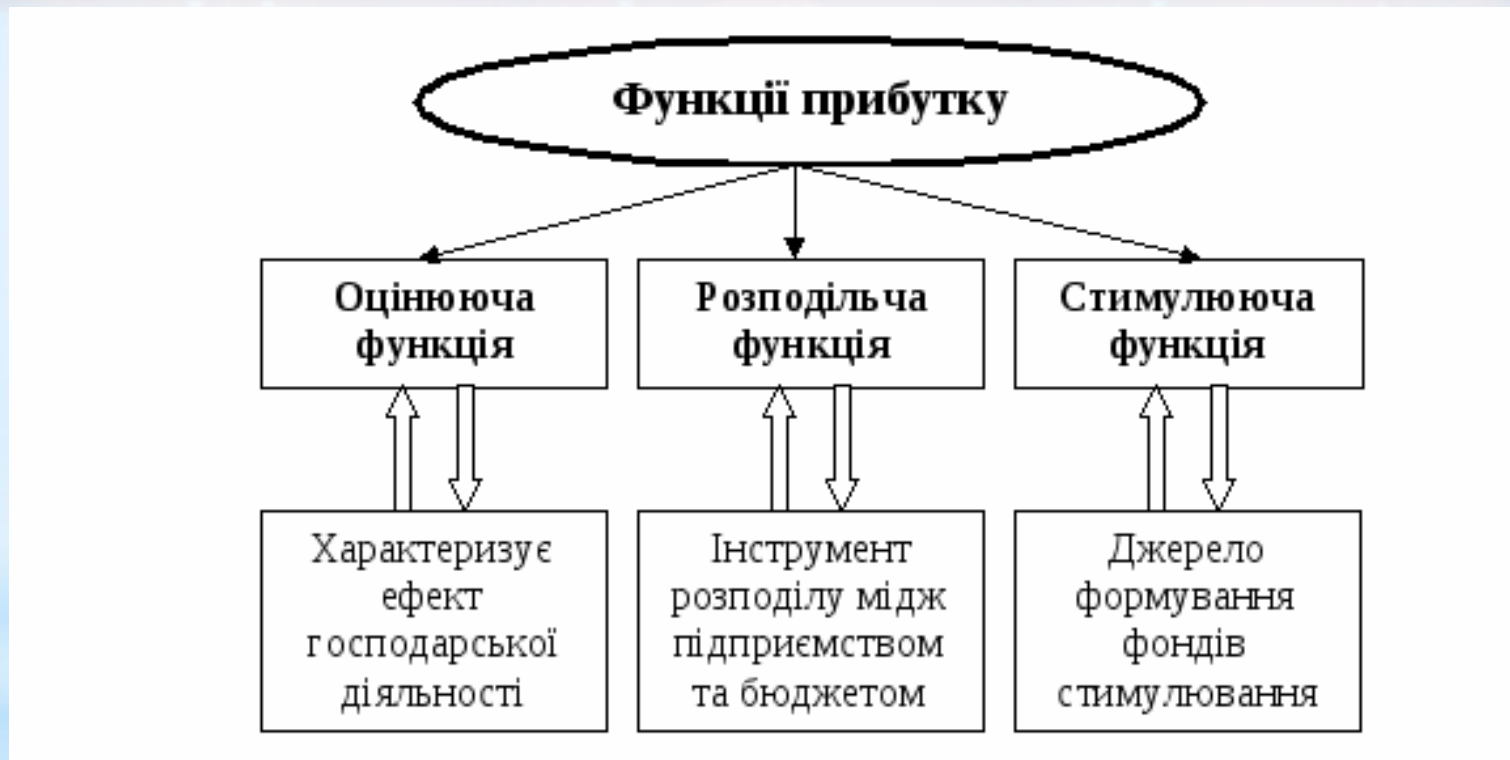 Функції прибутку
Оцінююча
функція
Розподільча
функція
Стимулююча
функція
Характеризує
ефект
господарської
діяльності
Інструмент
розподілу мідж
підприємством
та бюджетом
Джерело
формування
фондів
стимулювання